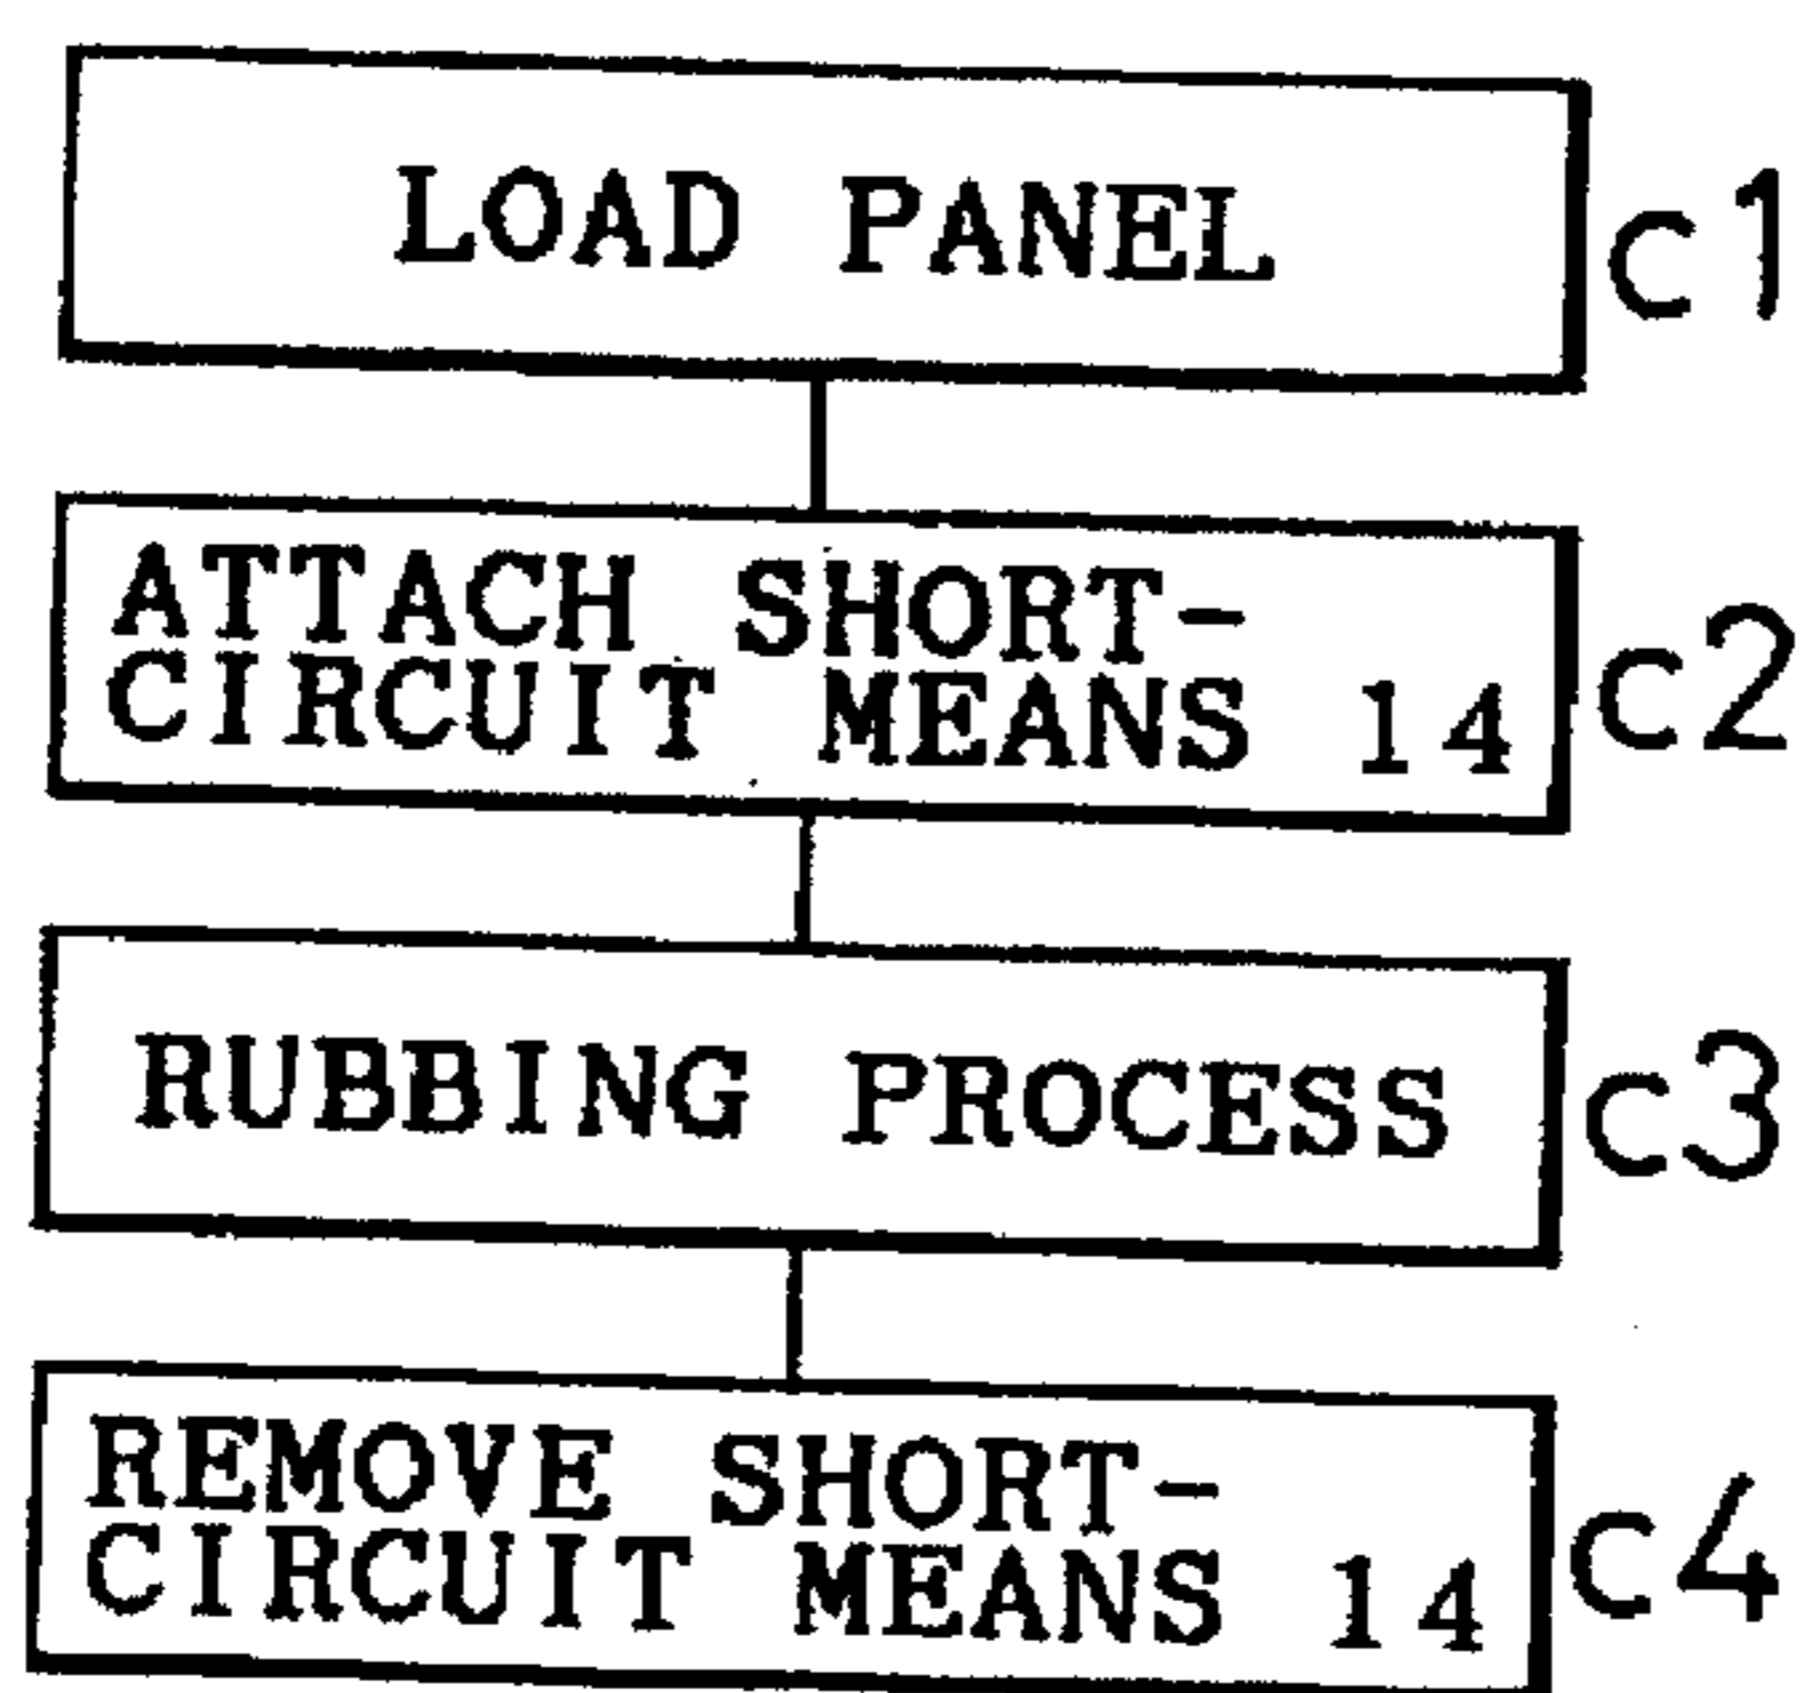 LOAD PANEL
c1
ATTACH SHORT-
CIRCUIT MEANS 14
c2
RUBBING PROCESS
c3
REMOVE SHORT-
CIRCUIT MEANS 14
c4